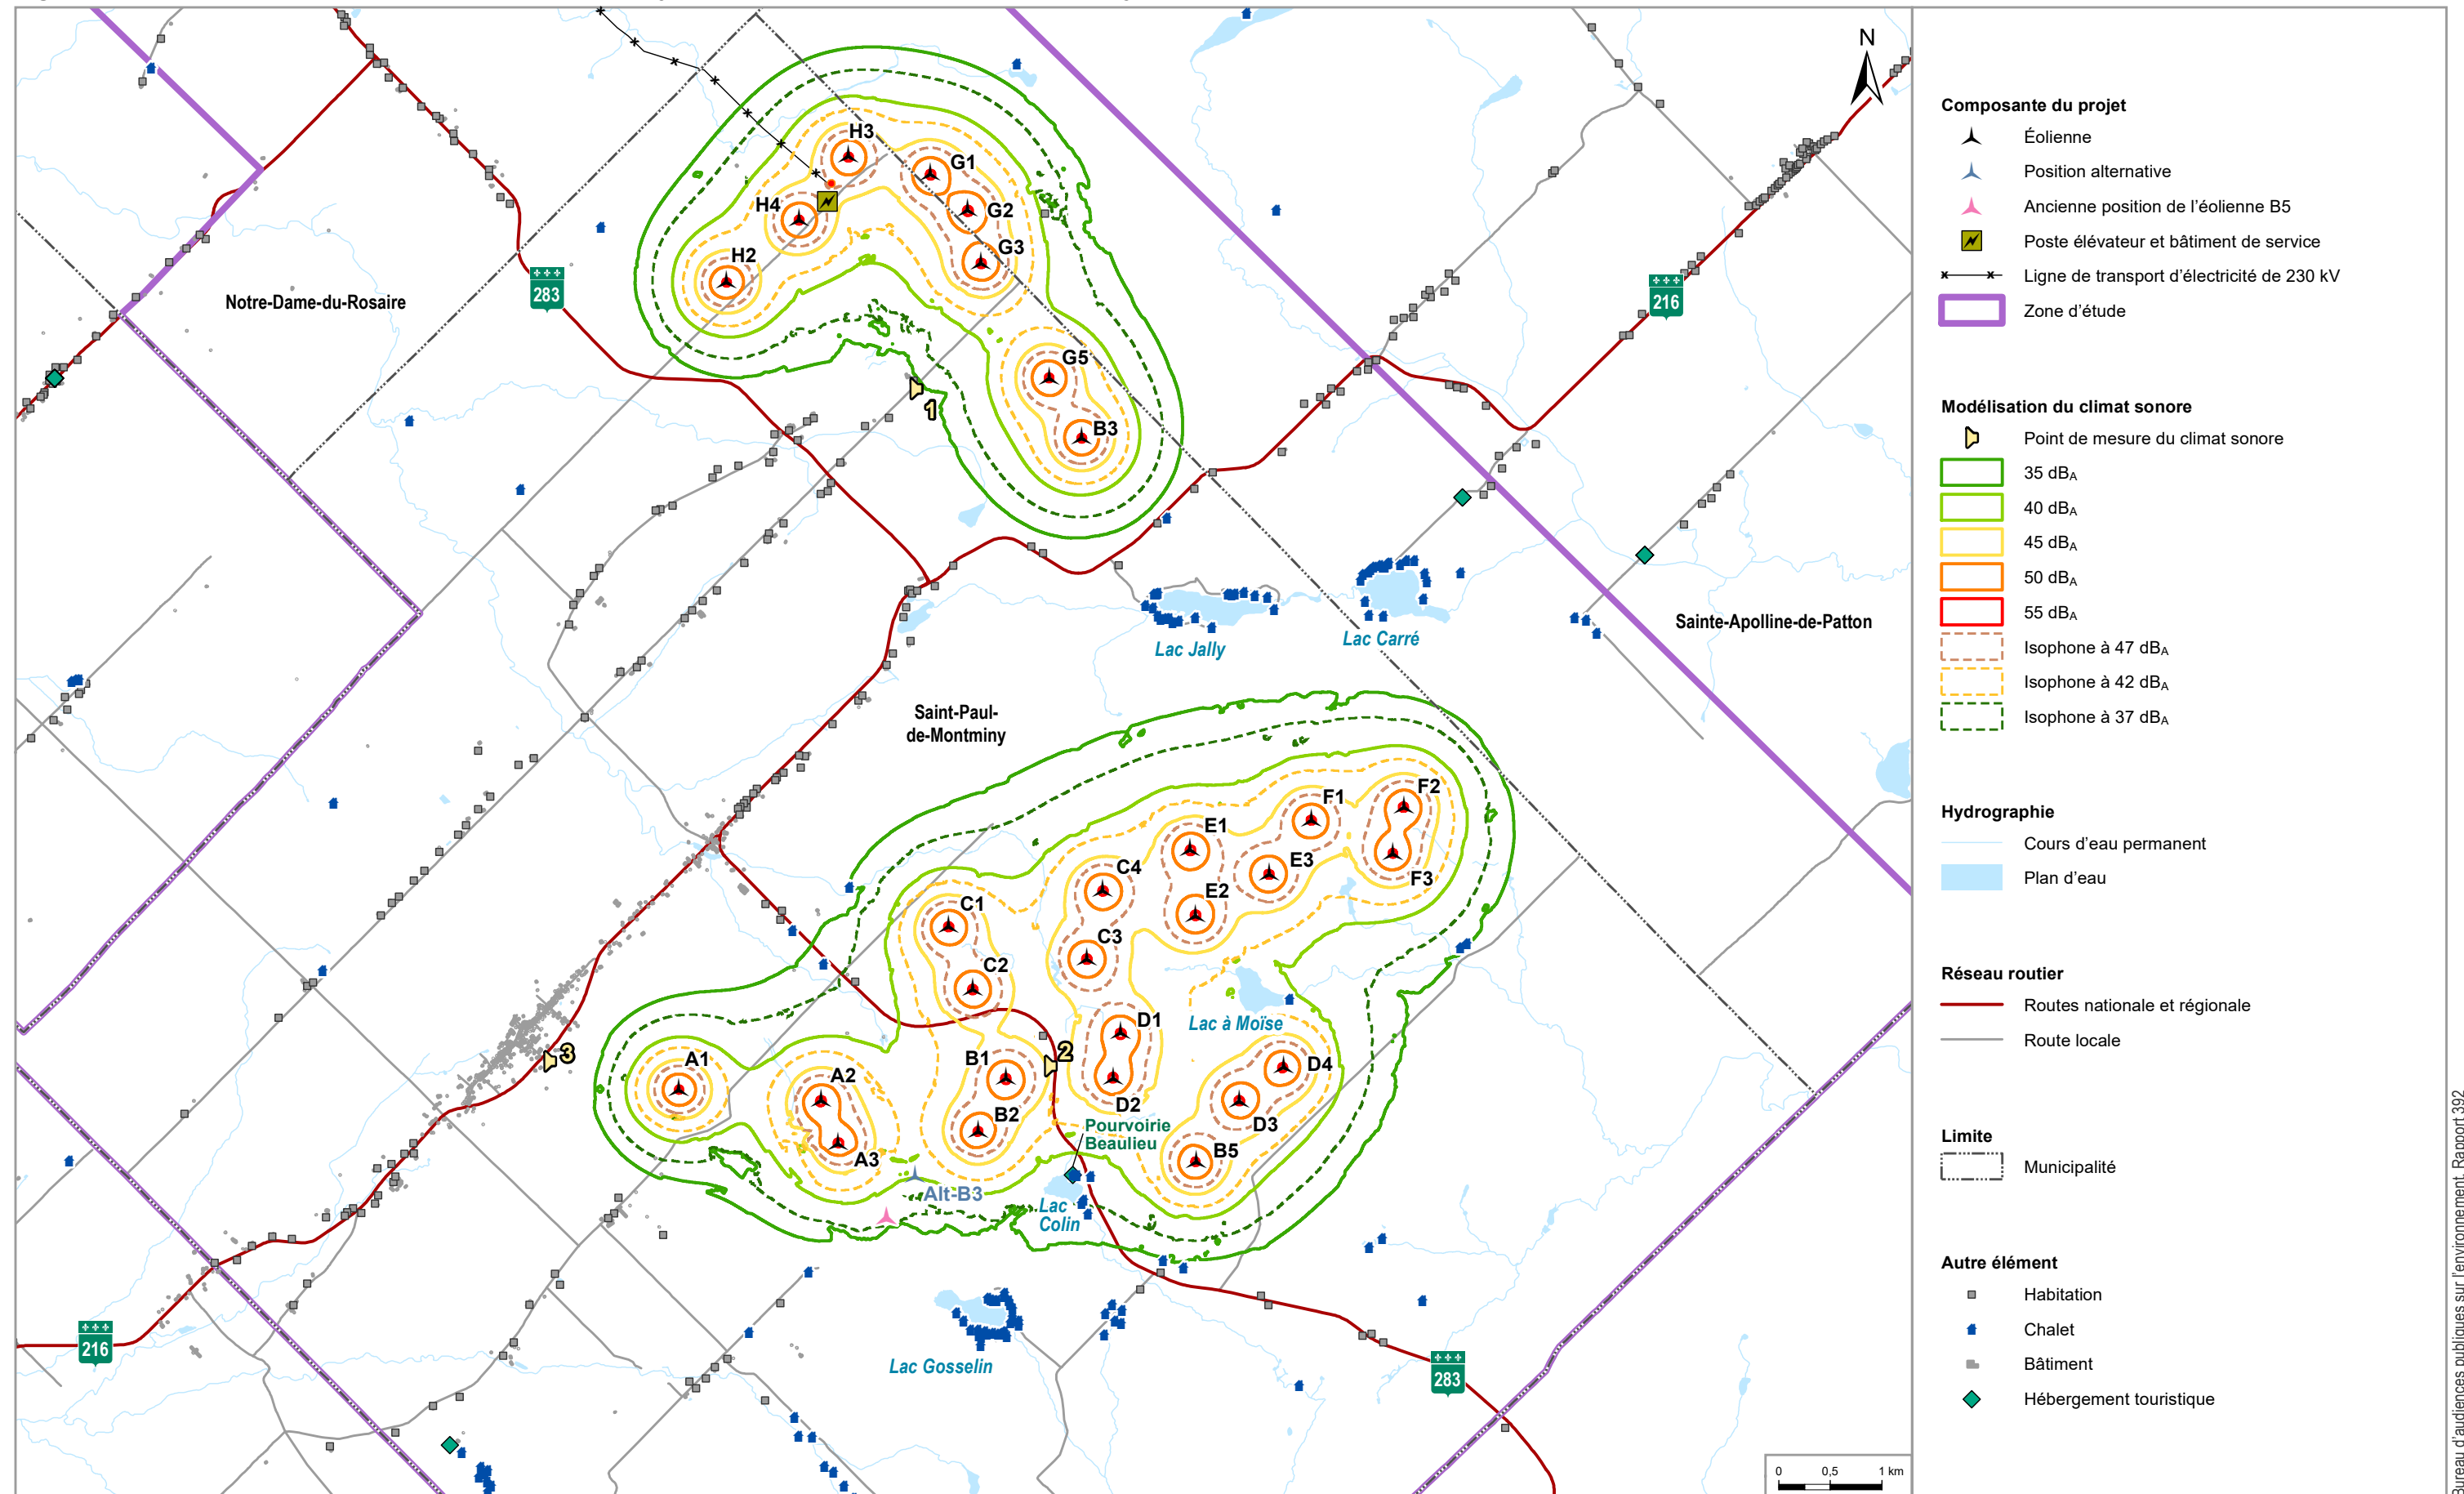 N
H3
G1
H4
G2
G3
H2
283
216
Notre-Dame-du-Rosaire
G5
1
B3
Sainte-Apolline-de-Patton
Lac Carré
Lac Jally
Saint-Paul-
de-Montminy
F2
F1
E1
E3
C4
F3
E2
C1
C3
C2
Lac à Moïse
D1
2
3
A1
B1
D4
A2
D2
B2
D3
Pourvoirie
Beaulieu
B5
A3
Alt-B3
Lac
Colin
216
Lac Gosselin
283
0 0,5 1 km
Composante du projet
Éolienne
Position alternative
Ancienne position de l'éolienne B5
Poste élévateur et bâtiment de service
Ligne de transport d'électricité de 230 kV
Zone d'étude
Modélisation du climat sonore
Point de mesure du climat sonore
35 dBA
40 dBA
45 dBA
50 dBA
55 dBA
Isophone à 47 dBA
Isophone à 42 dBA
Isophone à 37 dBA
Hydrographie
Cours d'eau permanent
Plan d'eau
Réseau routier
Routes nationale et régionale
Route locale
Limite
Municipalité
Autre élément
Habitation
Chalet
Bâtiment
Hébergement touristique
Bureau d'audiences publiques sur l'environnement. Rapport 392